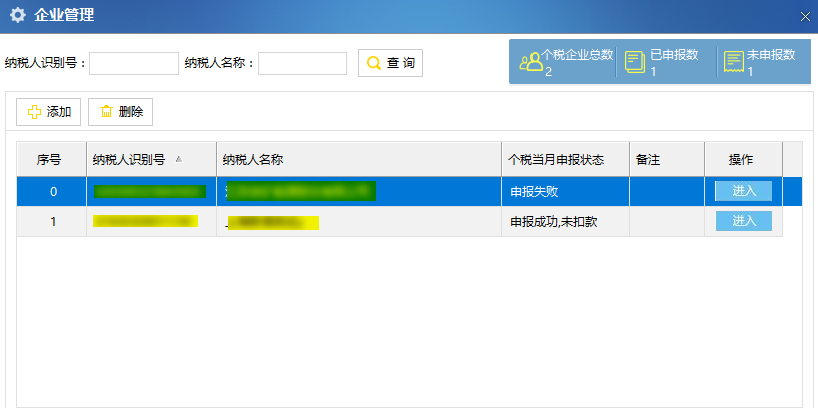 企业管理
纳税人识别号： 纳税人名称： 查 询
个税企业总数 2
已申报数 1
未申报数 1
添加 删除
序号 纳税人识别号 纳税人名称 个税当月申报状态 备注 操作
0 申报失败 进入
1 申报成功,未扣款 进入